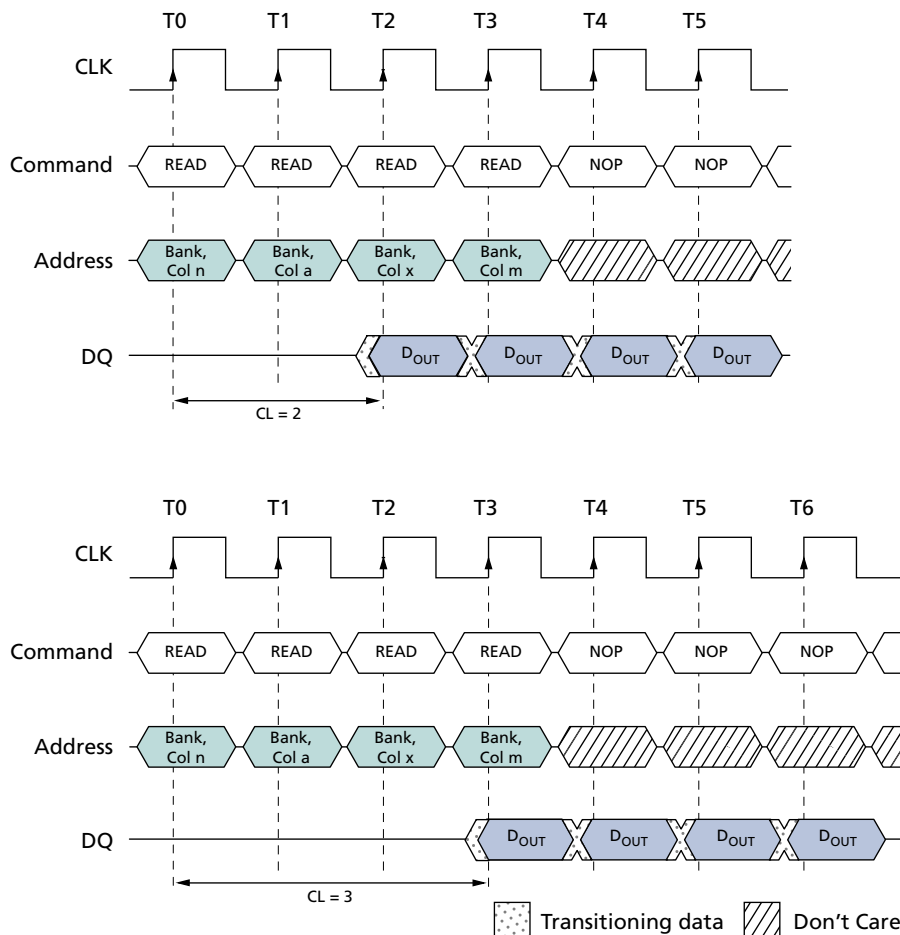 T0 T1 T2 T3 T4 T5
CLK
Command READ READ READ READ NOP NOP
Address Bank, Col n Bank, Col a Bank, Col x Bank, Col m
DQ DOUT DOUT DOUT DOUT
CL = 2
T0 T1 T2 T3 T4 T5 T6
CLK
Command READ READ READ READ NOP NOP NOP
Address Bank, Col n Bank, Col a Bank, Col x Bank, Col m
DQ DOUT DOUT DOUT DOUT
CL = 3
Transitioning data Don't Care